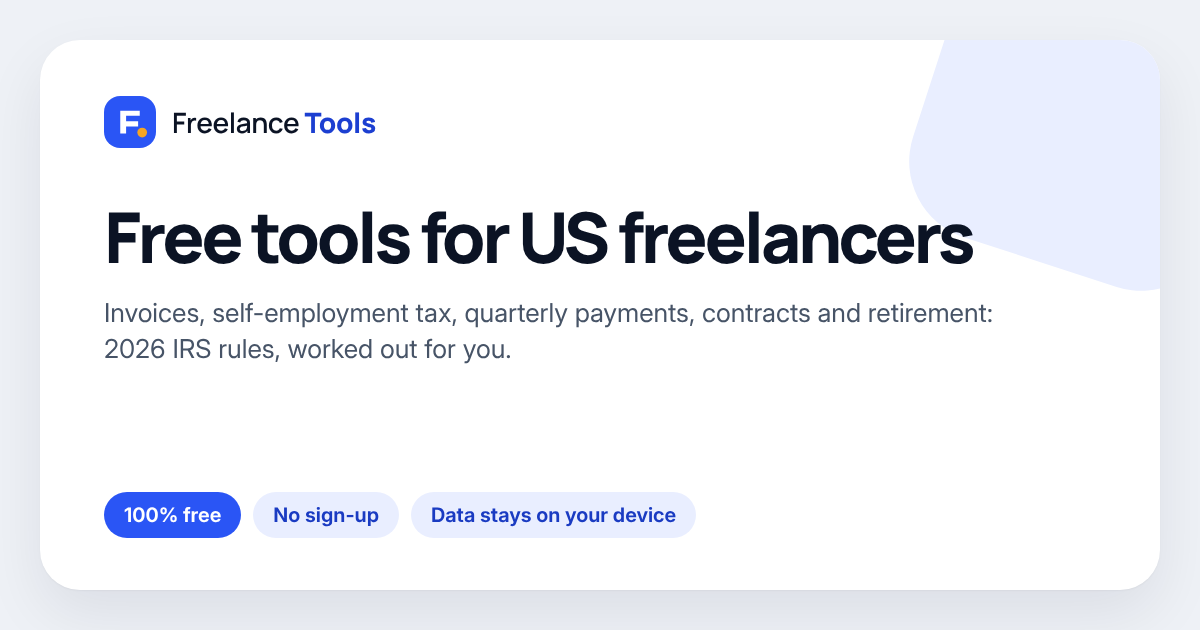 F.
Freelance Tools
Free tools for US freelancers
Invoices, self-employment tax, quarterly payments, contracts and retirement:
2026 IRS rules, worked out for you.
100% free
No sign-up
Data stays on your device